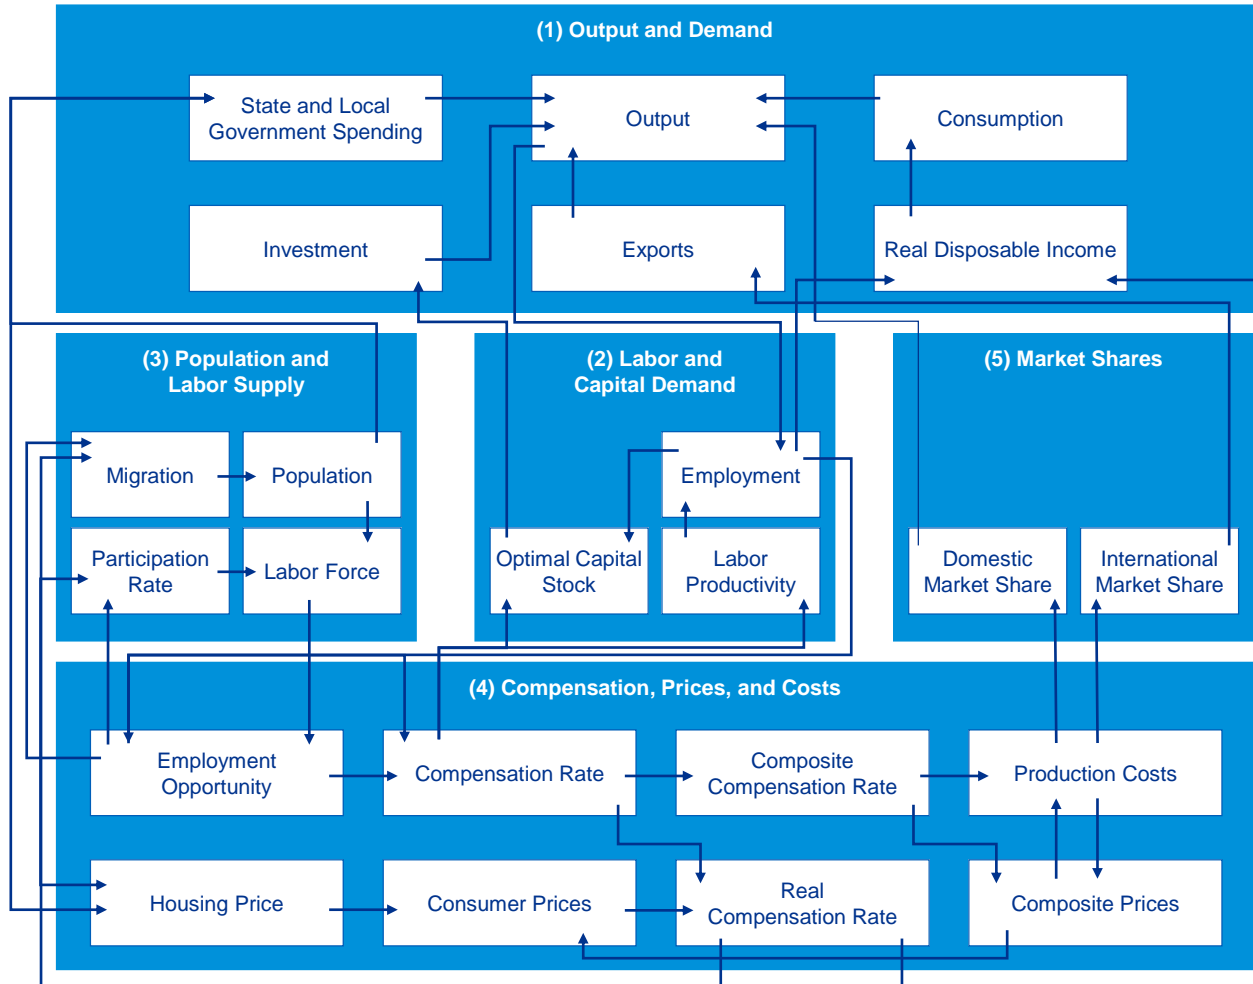 (1) Output and Demand
State and Local
Government Spending
Output
Consumption
Investment
Exports
Real Disposable Income
(3) Population and
Labor Supply
Migration
Population
Participation
Rate
Labor Force
(2) Labor and
Capital Demand
Employment
Optimal Capital
Stock
Labor
Productivity
(5) Market Shares
Domestic
Market Share
International
Market Share
(4) Compensation, Prices, and Costs
Employment
Opportunity
Compensation Rate
Composite
Compensation Rate
Production Costs
Housing Price
Consumer Prices
Real
Compensation Rate
Composite Prices